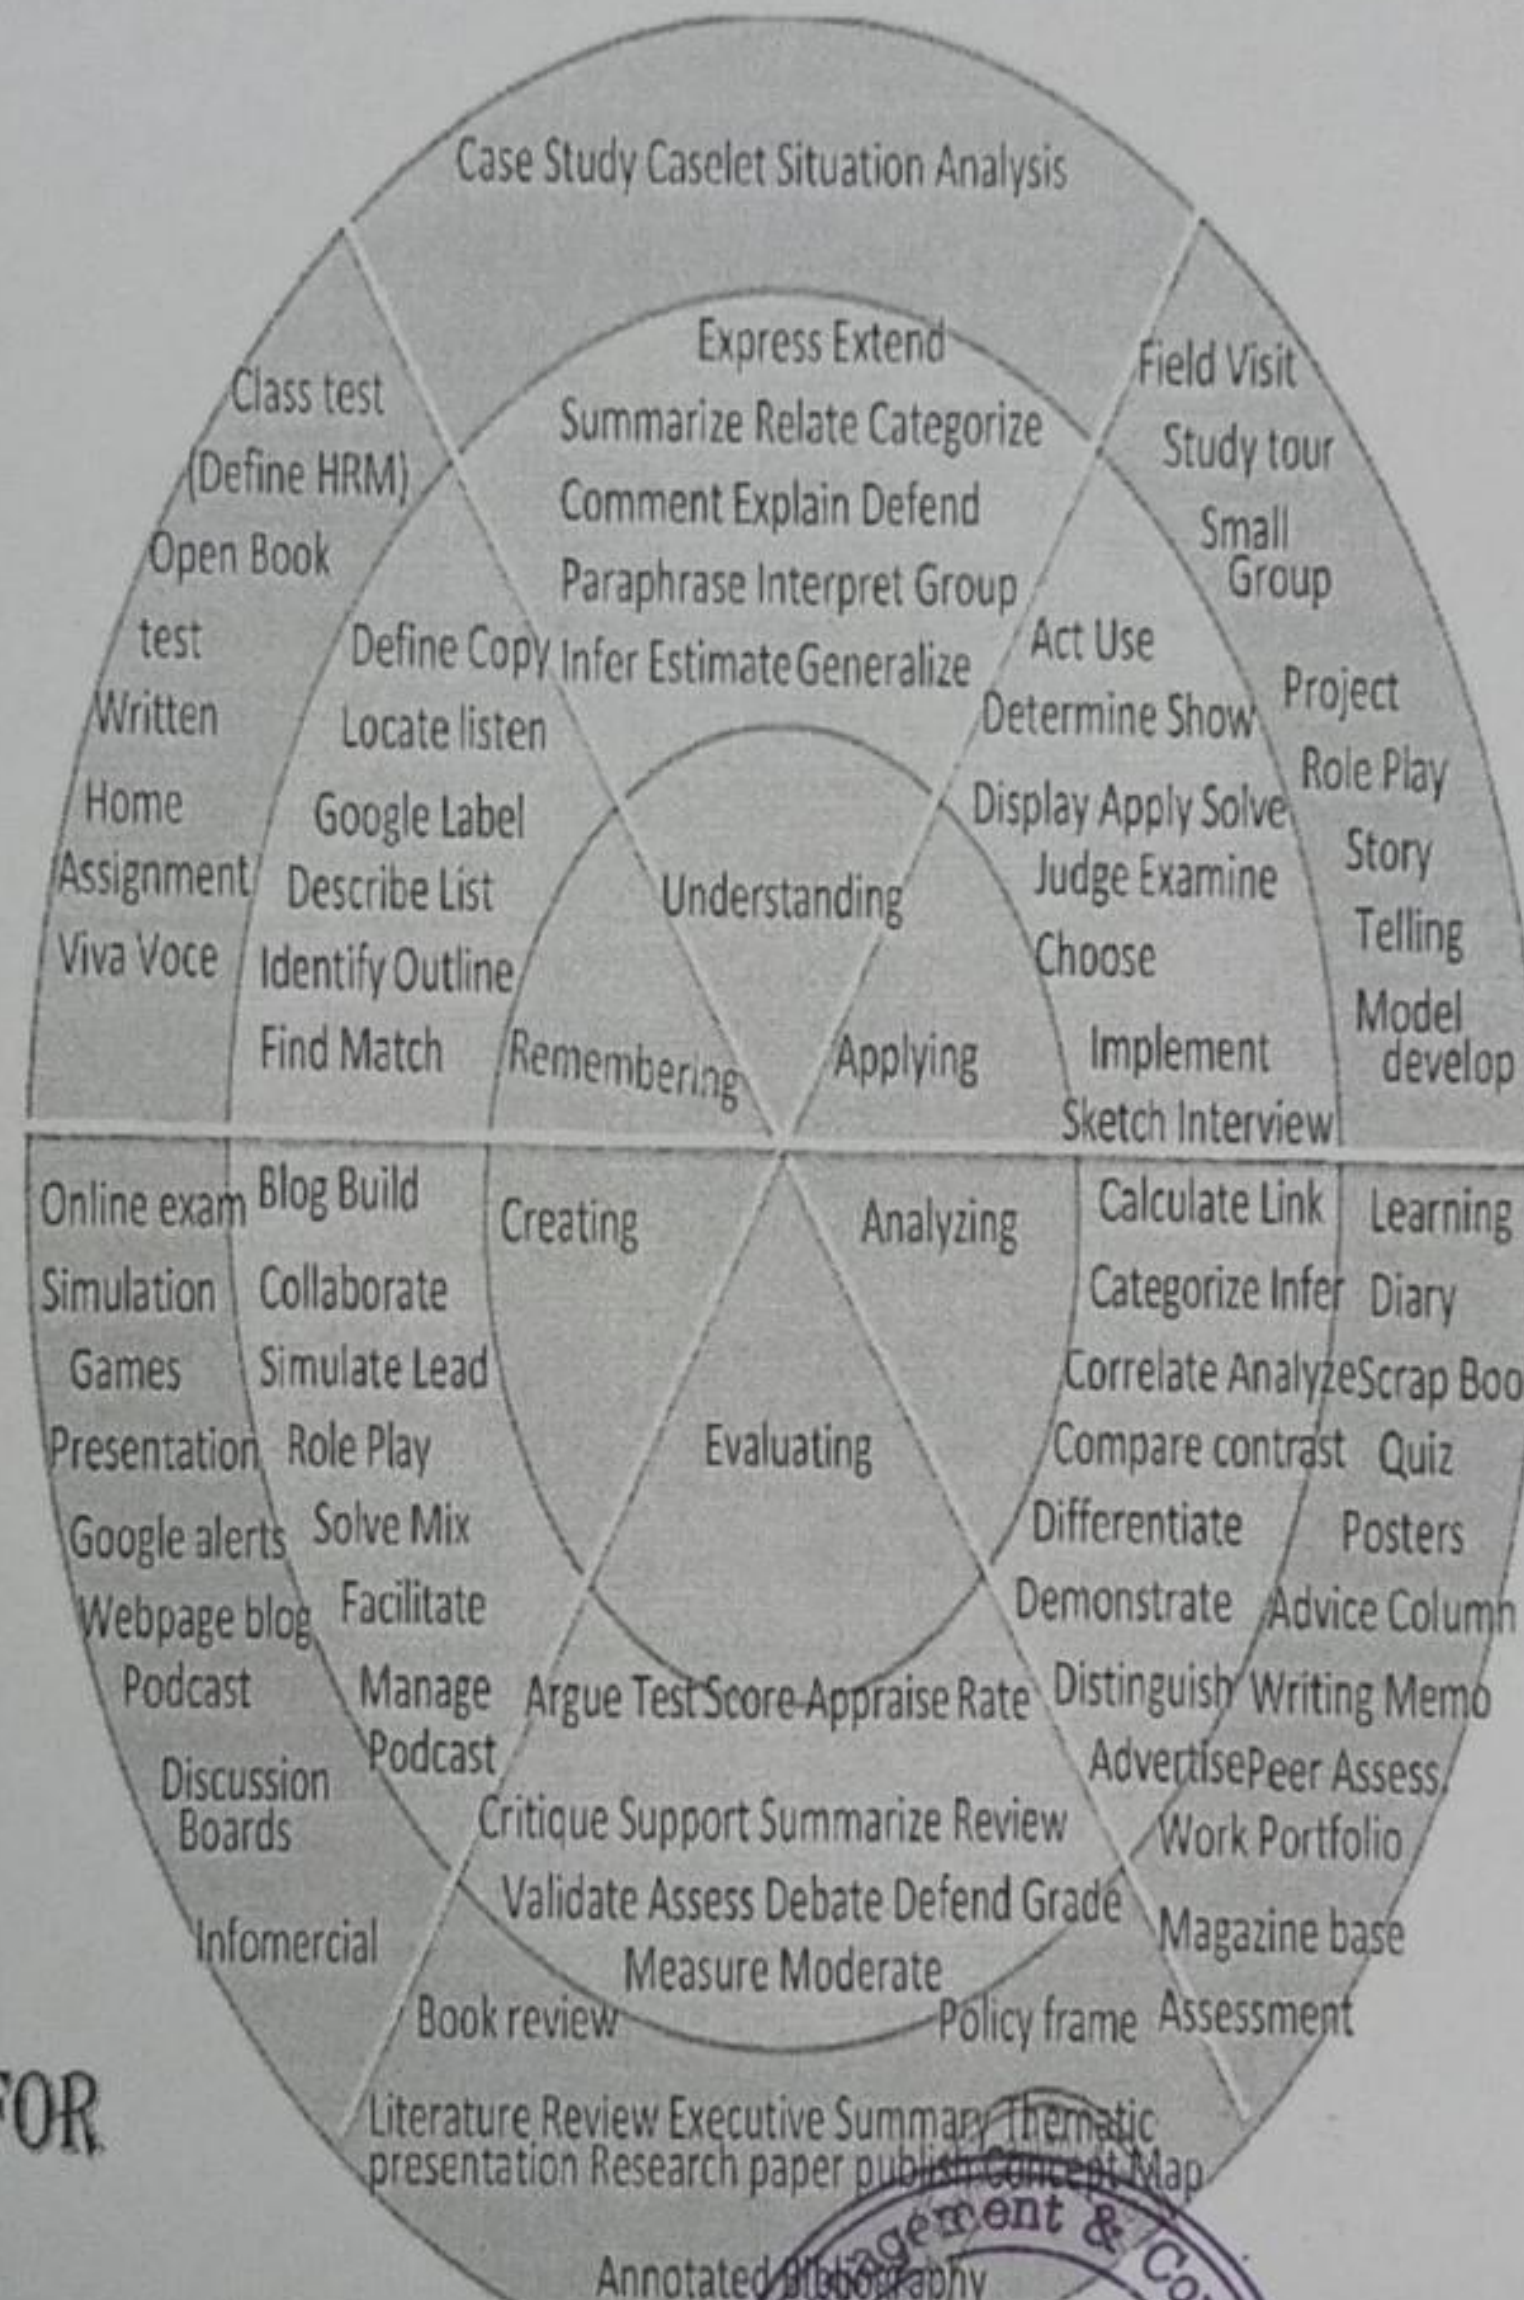 Case Study Caselet Situation Analysis
Express Extend
Summarize Relate Categorize
Comment Explain Defend
Paraphrase Interpret Group
Infer Estimate Generalize
Class test
(Define HRM)
Open Book
test
Written
Home
Assignment
Viva Voce
Define Copy
Locate listen
Google Label
Describe List
Identify Outline
Find Match
Field Visit
Study tour
Small
Group
Project
Role Play
Story
Telling
Model
develop
Act Use
Determine Show
Display Apply Solve
Judge Examine
Choose
Implement
Sketch Interview
Understanding
Remembering
Applying
Creating
Analyzing
Evaluating
Online exam
Simulation
Games
Presentation
Google alerts
Webpage blog
Podcast
Discussion
Boards
Infomercial
Blog Build
Collaborate
Simulate Lead
Role Play
Solve Mix
Facilitate
Manage
Podcast
Calculate Link
Categorize Infer
Correlate Analyze
Compare contrast
Differentiate
Demonstrate
Distinguish
Advertise
Learning
Diary
Scrap Boo
Quiz
Posters
Advice Column
Writing Memo
Peer Assess.
Work Portfolio
Magazine base
Assessment
Argue Test Score Appraise Rate
Critique Support Summarize Review
Validate Assess Debate Defend Grade
Measure Moderate
Book review
Policy frame
Literature Review Executive Summary Thematic
presentation Research paper publish Concept Map
Annotated Bibliography
FOR
agement & Co